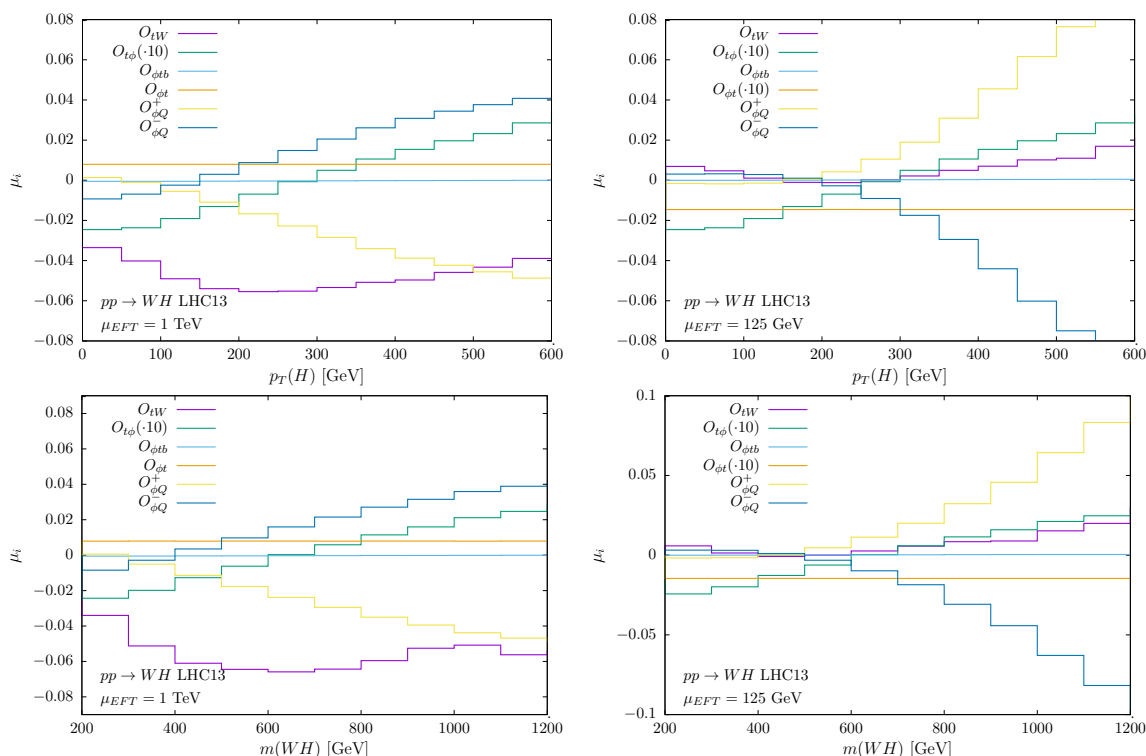 0.08
0.06
0.04
0.02
0
−0.02
−0.04
−0.06
−0.08
μ_i
O_{tW}
O_{tϕ}(·10)
O_{ϕtb}
O_{ϕt}
O^+_{ϕQ}
O^-_{ϕQ}
pp → WH LHC13
μ_{EFT} = 1 TeV
0 100 200 300 400 500 600
p_T(H) [GeV]
0.08
0.06
0.04
0.02
0
−0.02
−0.04
−0.06
−0.08
μ_i
O_{tW}
O_{tϕ}(·10)
O_{ϕtb}
O_{ϕt}(·10)
O^+_{ϕQ}
O^-_{ϕQ}
pp → WH LHC13
μ_{EFT} = 125 GeV
0 100 200 300 400 500 600
p_T(H) [GeV]
0.08
0.06
0.04
0.02
0
−0.02
−0.04
−0.06
−0.08
μ_i
O_{tW}
O_{tϕ}(·10)
O_{ϕtb}
O_{ϕt}
O^+_{ϕQ}
O^-_{ϕQ}
pp → WH LHC13
μ_{EFT} = 1 TeV
200 400 600 800 1000 1200
m(WH) [GeV]
0.1
0.05
0
−0.05
−0.1
μ_i
O_{tW}
O_{tϕ}(·10)
O_{ϕtb}
O_{ϕt}(·10)
O^+_{ϕQ}
O^-_{ϕQ}
pp → WH LHC13
μ_{EFT} = 125 GeV
200 400 600 800 1000 1200
m(WH) [GeV]